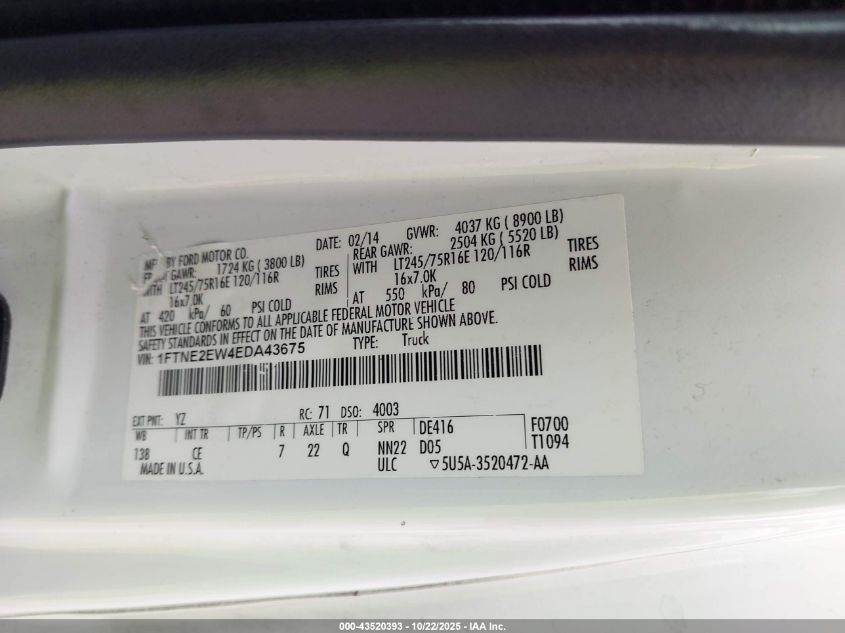 MF BY FORD MOTOR CO. DATE: 02/14 GVWR: 4037 KG ( 8900 LB)
GAWR: 1724 KG ( 3800 LB) REAR GAWR: 2504 KG ( 5520 LB)
WITH LT245/75R16E 120/116R TIRES WITH LT245/75R16E 120/116R TIRES
16x7.0K RIMS 16x7.0K RIMS
AT 420 kPa/ 60 PSI COLD AT 550 kPa/ 80 PSI COLD
THIS VEHICLE CONFORMS TO ALL APPLICABLE FEDERAL MOTOR VEHICLE
SAFETY STANDARDS IN EFFECT ON THE DATE OF MANUFACTURE SHOWN ABOVE.
VIN: 1FTNE2EW4EDA43675 TYPE: Truck
EXT PNT: YZ RC: 71 DSO: 4003
WB INT TR TP/PS R AXLE TR SPR DE416 F0700
138 CE 7 22 Q NN22 D05 T1094
MADE IN U.S.A. ULC ▽5U5A-3520472-AA
000-43520393 - 10/22/2025 - IAA Inc.